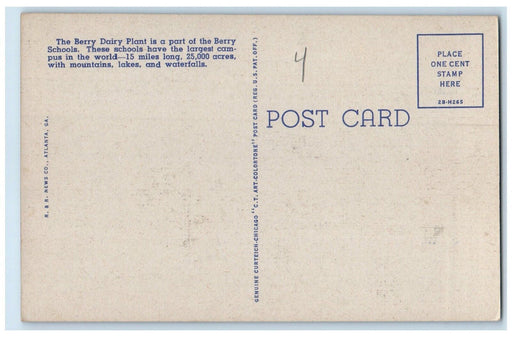 The Berry Dairy Plant is a part of the Berry
Schools. These schools have the largest cam-
pus in the world—15 miles long, 25,000 acres,
with mountains, lakes, and waterfalls.
R. & R. NEWS CO., ATLANTA, GA.
GENUINE CURTEICH-CHICAGO "C.T. ART-COLORTONE" POST CARD (REG. U.S. PAT. OFF.)
4
POST CARD
PLACE
ONE CENT
STAMP
HERE
2B-H265